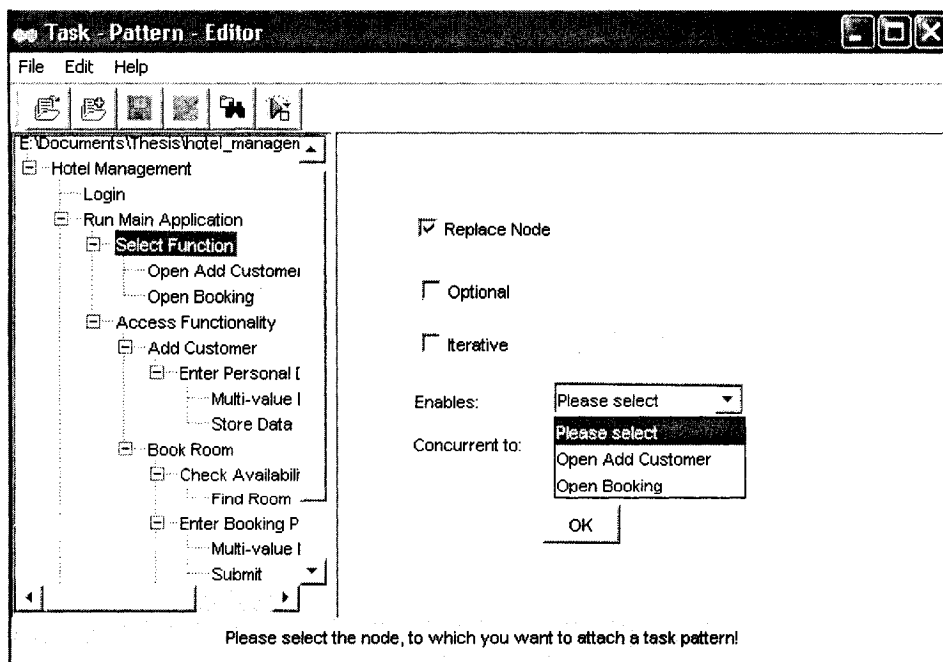 Task - Pattern - Editor
File Edit Help
E:\Documents\Thesis\hotel_managen
Hotel Management
Login
Run Main Application
Select Function
Open Add Customer
Open Booking
Access Functionality
Add Customer
Enter Personal D
Multi-value I
Store Data
Book Room
Check Availabili
Find Room
Enter Booking P
Multi-value I
Submit
Replace Node
Optional
Iterative
Enables:
Please select
Concurrent to:
Please select
Open Add Customer
Open Booking
OK
Please select the node, to which you want to attach a task pattern!